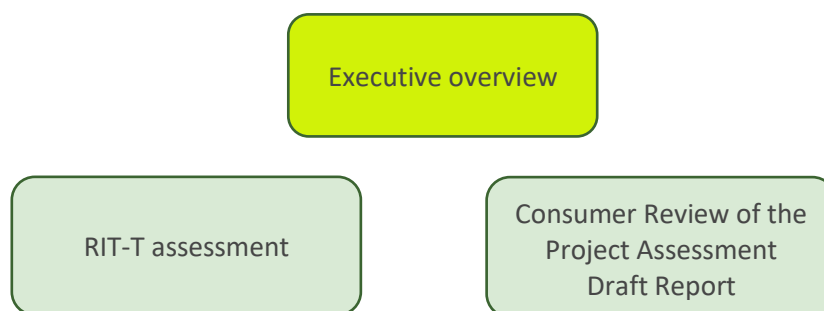 Executive overview
RIT-T assessment
Consumer Review of the
Project Assessment
Draft Report